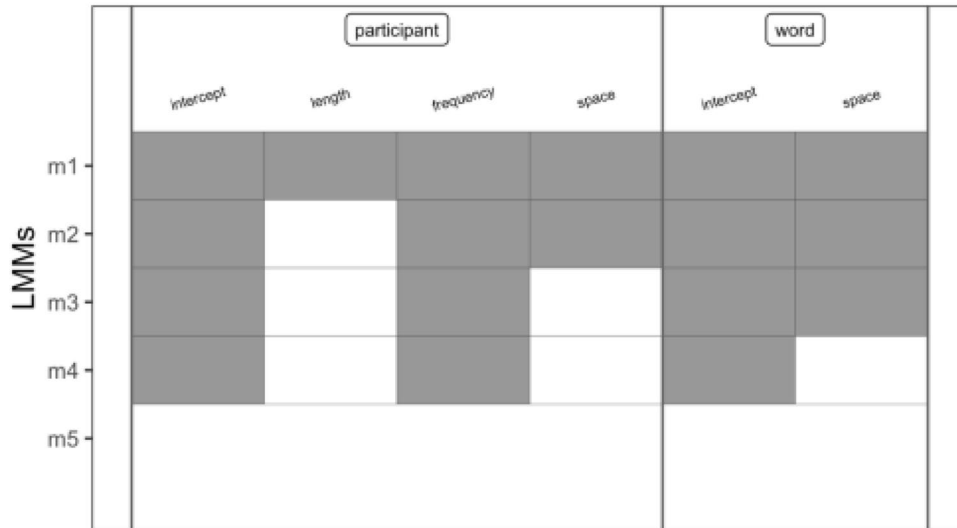 participant word
intercept length frequency space intercept space
m1
m2
m3
m4
m5
LMMs